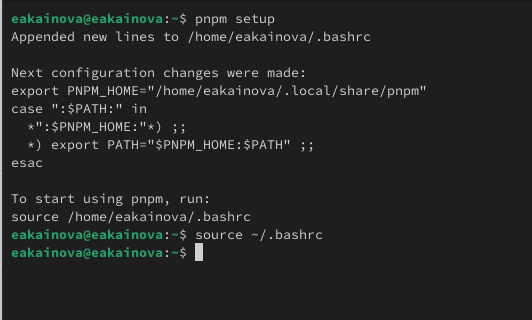 eakainova@eakainova:~$ pnpm setup
Appended new lines to /home/eakainova/.bashrc

Next configuration changes were made:
export PNPM_HOME="/home/eakainova/.local/share/pnpm"
case ":$PATH:" in
  *":$PNPM_HOME:"*) ;;
  *) export PATH="$PNPM_HOME:$PATH" ;;
esac

To start using pnpm, run:
source /home/eakainova/.bashrc
eakainova@eakainova:~$ source ~/.bashrc
eakainova@eakainova:~$